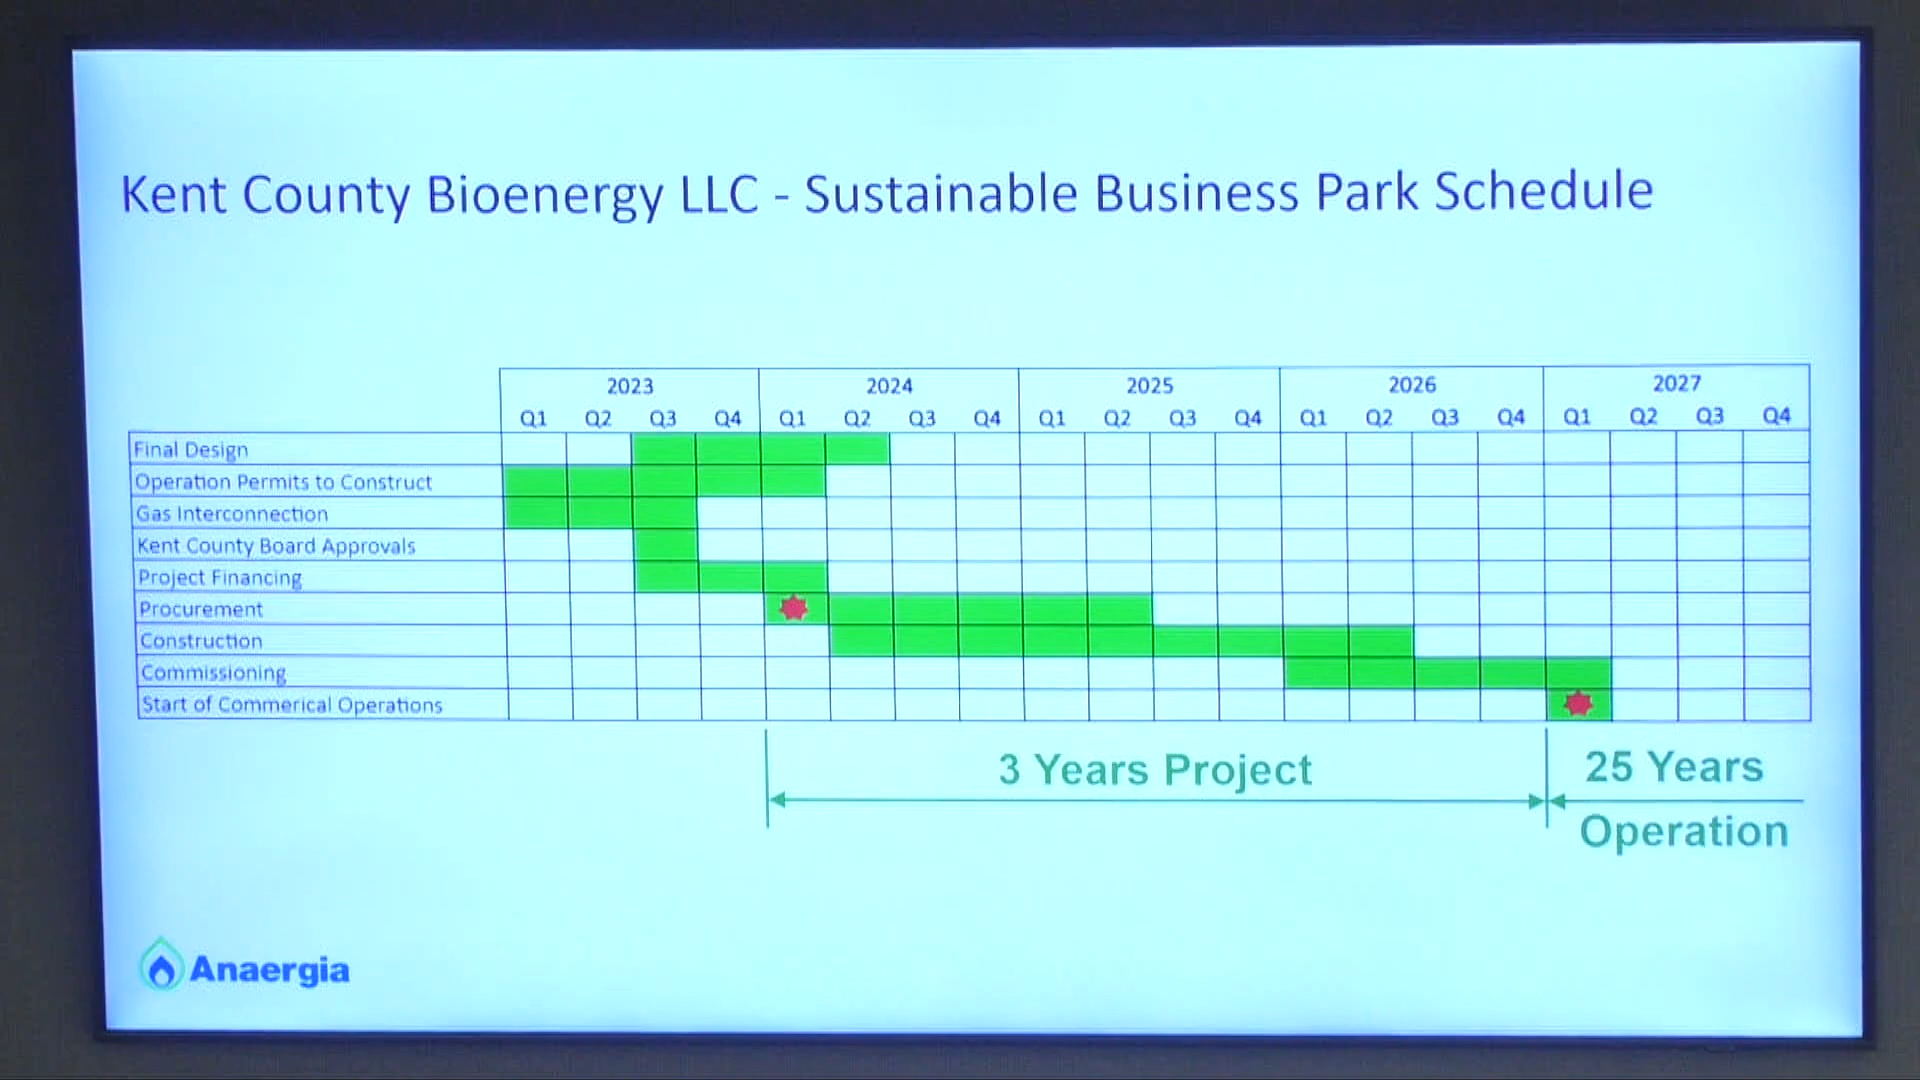 Kent County Bioenergy LLC - Sustainable Business Park Schedule
2023 2024 2025 2026 2027
Q1 Q2 Q3 Q4 Q1 Q2 Q3 Q4 Q1 Q2 Q3 Q4 Q1 Q2 Q3 Q4 Q1 Q2 Q3 Q4
Final Design
Operation Permits to Construct
Gas Interconnection
Kent County Board Approvals
Project Financing
Procurement
Construction
Commissioning
Start of Commerical Operations
3 Years Project
25 Years
Operation
Anaergia